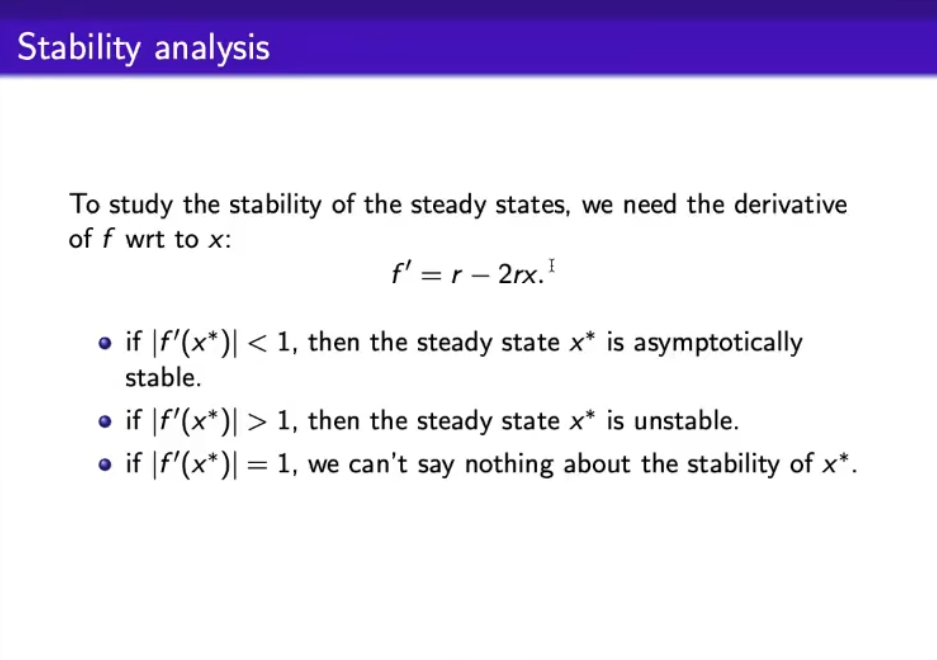 Stability analysis
To study the stability of the steady states, we need the derivative
of f wrt to x:
f′ = r − 2rx.
if |f′(x*)| < 1, then the steady state x* is asymptotically
stable.
if |f′(x*)| > 1, then the steady state x* is unstable.
if |f′(x*)| = 1, we can't say nothing about the stability of x*.